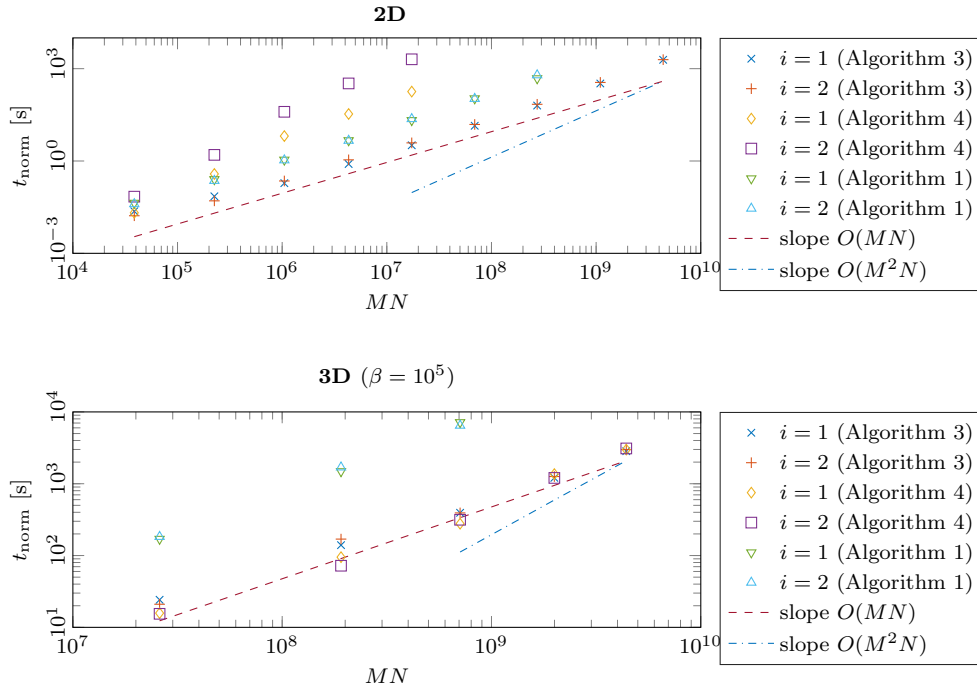 2D
10^3
10^0
10^-3
t_norm [s]
10^4 10^5 10^6 10^7 10^8 10^9 10^10
MN
i = 1 (Algorithm 3)
i = 2 (Algorithm 3)
i = 1 (Algorithm 4)
i = 2 (Algorithm 4)
i = 1 (Algorithm 1)
i = 2 (Algorithm 1)
slope O(MN)
slope O(M²N)
3D (β = 10^5)
10^4
10^3
10^2
10^1
t_norm [s]
10^7 10^8 10^9 10^10
MN
i = 1 (Algorithm 3)
i = 2 (Algorithm 3)
i = 1 (Algorithm 4)
i = 2 (Algorithm 4)
i = 1 (Algorithm 1)
i = 2 (Algorithm 1)
slope O(MN)
slope O(M²N)